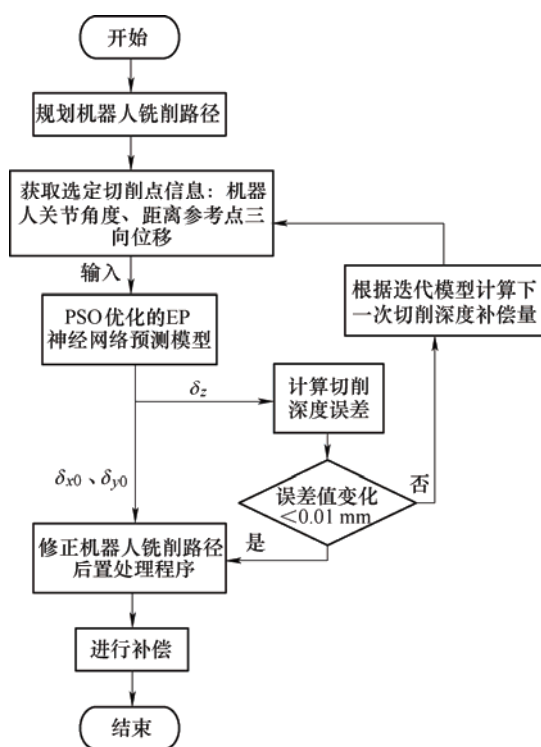 开始
规划机器人铣削路径
获取选定切削点信息：机器
人关节角度、距离参考点三
向位移
输入
PSO优化的EP
神经网络预测模型
根据迭代模型计算下
一次切削深度补偿量
δz
计算切削
深度误差
δx0、δy0
误差值变化
<0.01 mm
否
是
修正机器人铣削路径
后置处理程序
进行补偿
结束